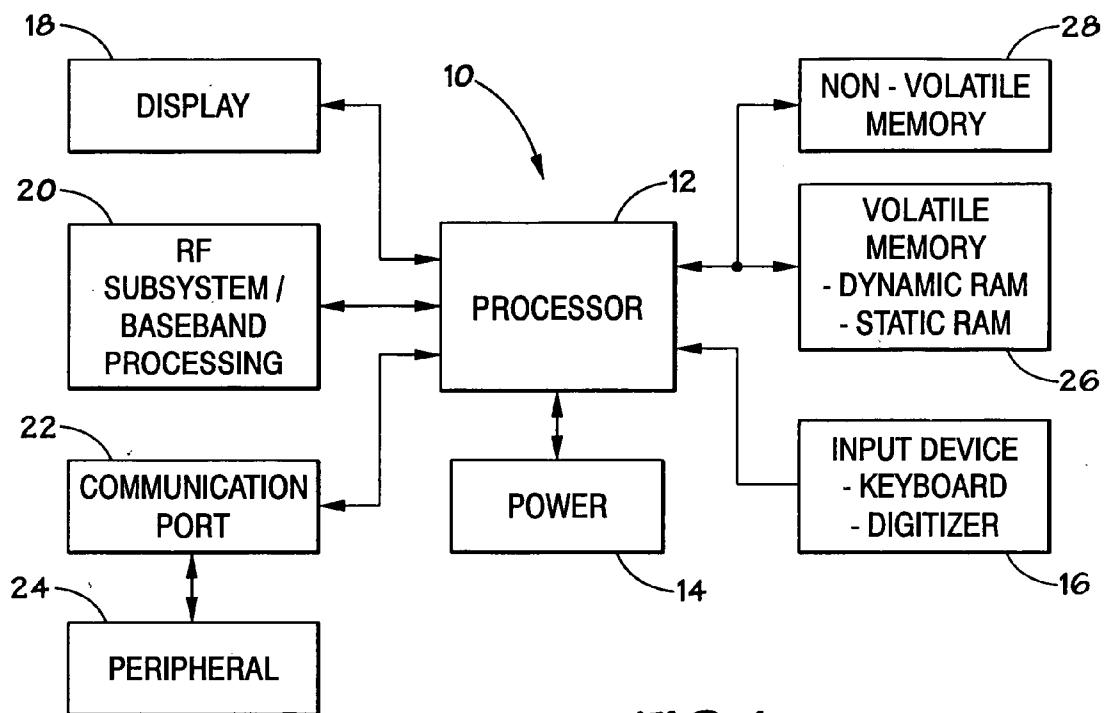 18
DISPLAY
10
28
NON - VOLATILE
MEMORY
20
RF
SUBSYSTEM /
BASEBAND
PROCESSING
12
PROCESSOR
VOLATILE
MEMORY
- DYNAMIC RAM
- STATIC RAM
26
22
COMMUNICATION
PORT
POWER
14
INPUT DEVICE
- KEYBOARD
- DIGITIZER
16
24
PERIPHERAL